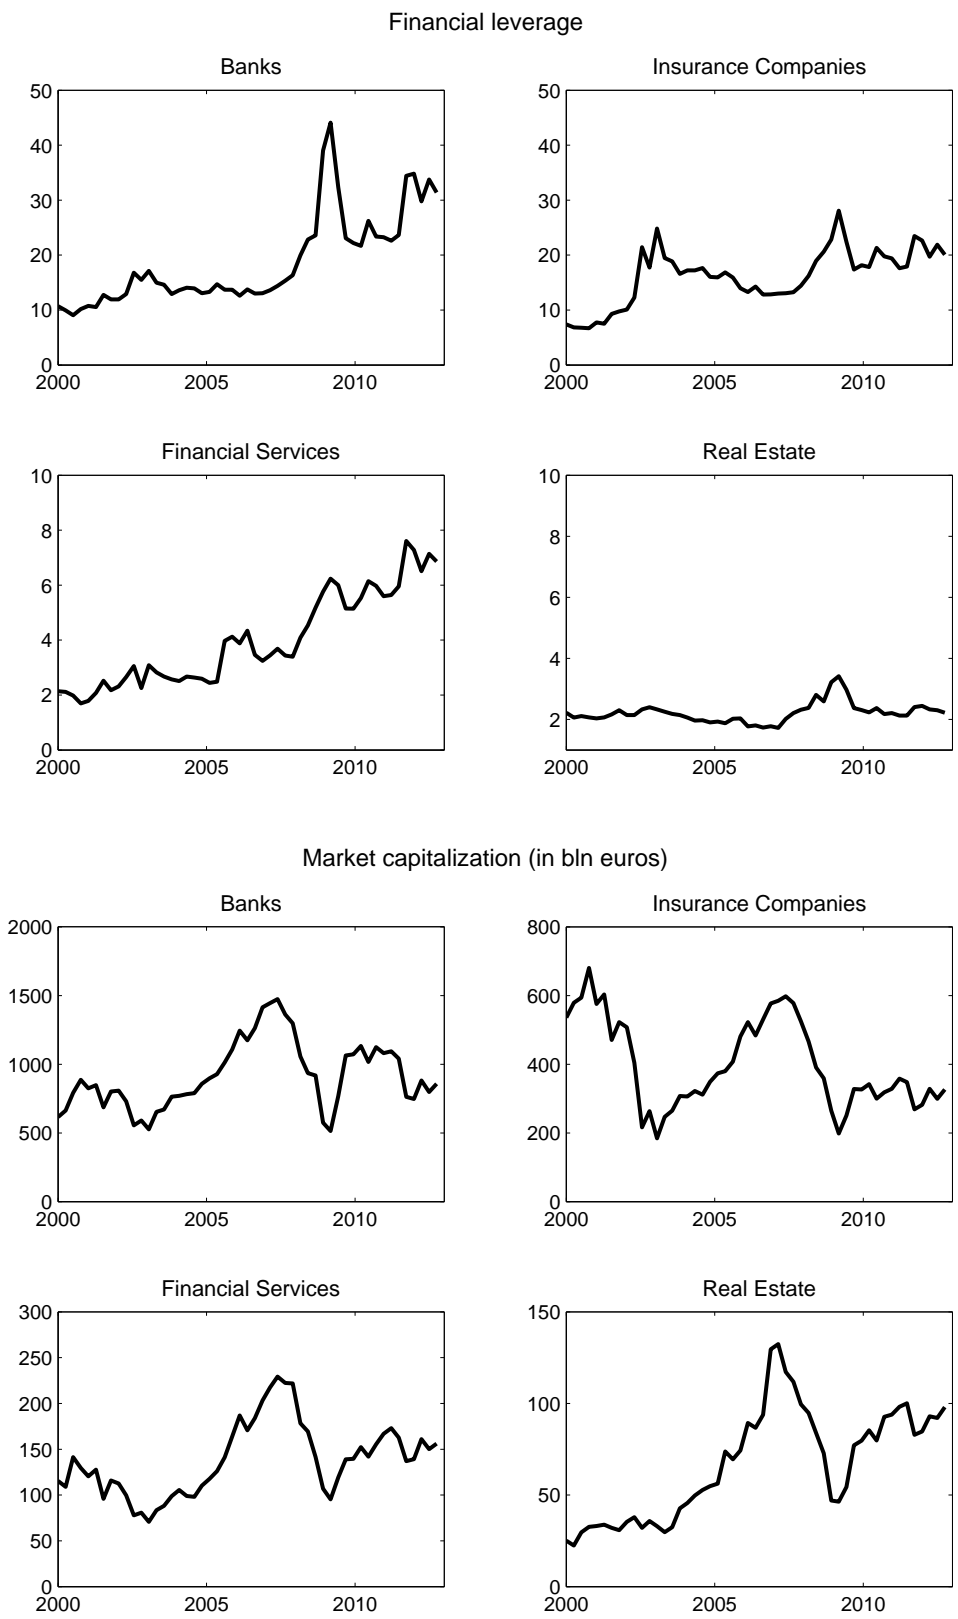 Financial leverage
Banks
50
40
30
20
10
0
2000 2005 2010
Insurance Companies
50
40
30
20
10
0
2000 2005 2010
Financial Services
10
8
6
4
2
0
2000 2005 2010
Real Estate
10
8
6
4
2
2000 2005 2010
Market capitalization (in bln euros)
Banks
2000
1500
1000
500
0
2000 2005 2010
Insurance Companies
800
600
400
200
0
2000 2005 2010
Financial Services
300
250
200
150
100
50
0
2000 2005 2010
Real Estate
150
100
50
0
2000 2005 2010